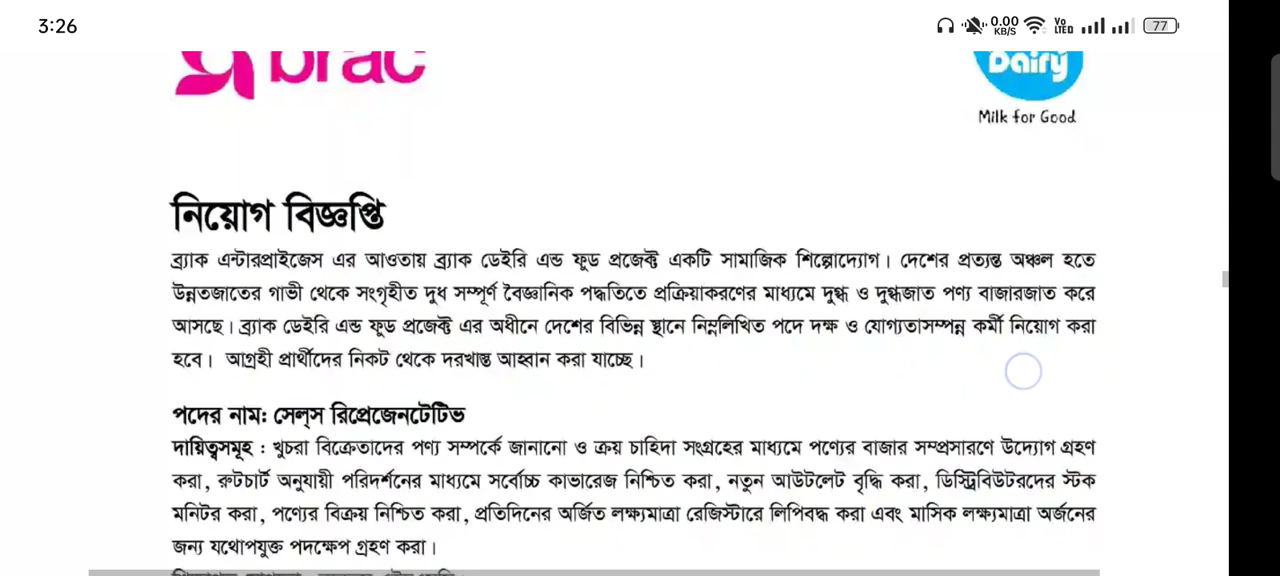 3:26
0.00 KB/S
Vo LTE
77
brac
Dairy
Milk for Good
নিয়োগ বিজ্ঞপ্তি
ব্র্যাক এন্টারপ্রাইজেস এর আওতায় ব্র্যাক ডেইরি এন্ড ফূড প্রজেক্ট একটি সামাজিক শিল্পোদ্যোগ। দেশের প্রত্যন্ত অঞ্চল হতে
উন্নতজাতের গাভী থেকে সংগৃহীত দুধ সম্পূর্ণ বৈজ্ঞানিক পদ্ধতিতে প্রক্রিয়াকরণের মাধ্যমে দুগ্ধ ও দুগ্ধজাত পণ্য বাজারজাত করে
আসছে। ব্র্যাক ডেইরি এন্ড ফূড প্রজেক্ট এর অধীনে দেশের বিভিন্ন স্থানে নিম্নলিখিত পদে দক্ষ ও যোগ্যতাসম্পন্ন কর্মী নিয়োগ করা
হবে। আগ্রহী প্রার্থীদের নিকট থেকে দরখাস্ত আহ্বান করা যাচ্ছে।
পদের নাম: সেল্‌স রিপ্রেজেনটেটিভ
দায়িত্বসমূহ : খুচরা বিক্রেতাদের পণ্য সম্পর্কে জানানো ও ক্রয় চাহিদা সংগ্রহের মাধ্যমে পণ্যের বাজার সম্প্রসারণে উদ্যোগ গ্রহণ
করা, রুটচার্ট অনুযায়ী পরিদর্শনের মাধ্যমে সর্বোচ্চ কাভারেজ নিশ্চিত করা, নতুন আউটলেট বৃদ্ধি করা, ডিস্ট্রিবিউটরদের স্টক
মনিটর করা, পণ্যের বিক্রয় নিশ্চিত করা, প্রতিদিনের অর্জিত লক্ষ্যমাত্রা রেজিস্টারে লিপিবদ্ধ করা এবং মাসিক লক্ষ্যমাত্রা অর্জনের
জন্য যথোপযুক্ত পদক্ষেপ গ্রহণ করা।